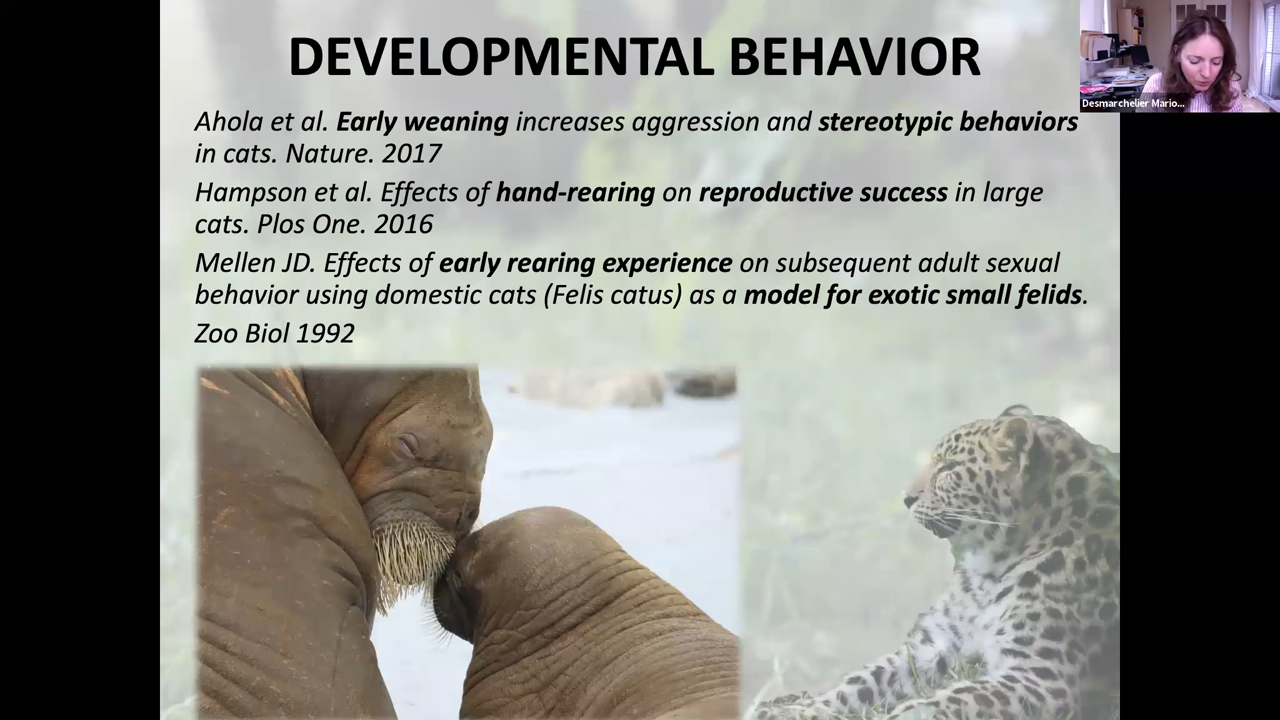 DEVELOPMENTAL BEHAVIOR
Desmarchelier Mario...
Ahola et al. Early weaning increases aggression and stereotypic behaviors
in cats. Nature. 2017
Hampson et al. Effects of hand-rearing on reproductive success in large
cats. Plos One. 2016
Mellen JD. Effects of early rearing experience on subsequent adult sexual
behavior using domestic cats (Felis catus) as a model for exotic small felids.
Zoo Biol 1992